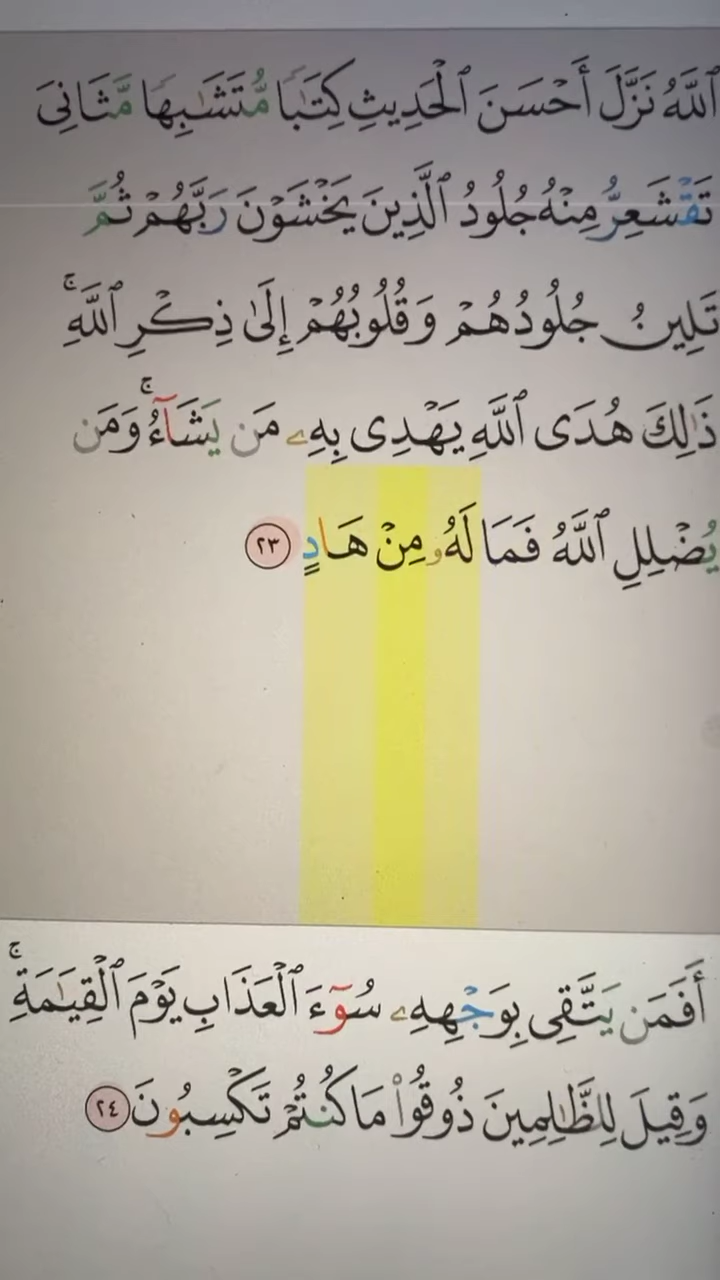 ٱللَّهُ نَزَّلَ أَحۡسَنَ ٱلۡحَدِيثِ كِتَٰبٗا مُّتَشَٰبِهٗا مَّثَانِيَ
تَقۡشَعِرُّ مِنۡهُ جُلُودُ ٱلَّذِينَ يَخۡشَوۡنَ رَبَّهُمۡ ثُمَّ
تَلِينُ جُلُودُهُمۡ وَقُلُوبُهُمۡ إِلَىٰ ذِكۡرِ ٱللَّهِۚ
ذَٰلِكَ هُدَى ٱللَّهِ يَهۡدِي بِهِۦ مَن يَشَآءُۚ وَمَن
يُضۡلِلِ ٱللَّهُ فَمَا لَهُۥ مِنۡ هَادٍ ٢٣
أَفَمَن يَتَّقِي بِوَجۡهِهِۦ سُوٓءَ ٱلۡعَذَابِ يَوۡمَ ٱلۡقِيَٰمَةِۚ
وَقِيلَ لِلظَّٰلِمِينَ ذُوقُواْ مَا كُنتُمۡ تَكۡسِبُونَ ٢٤